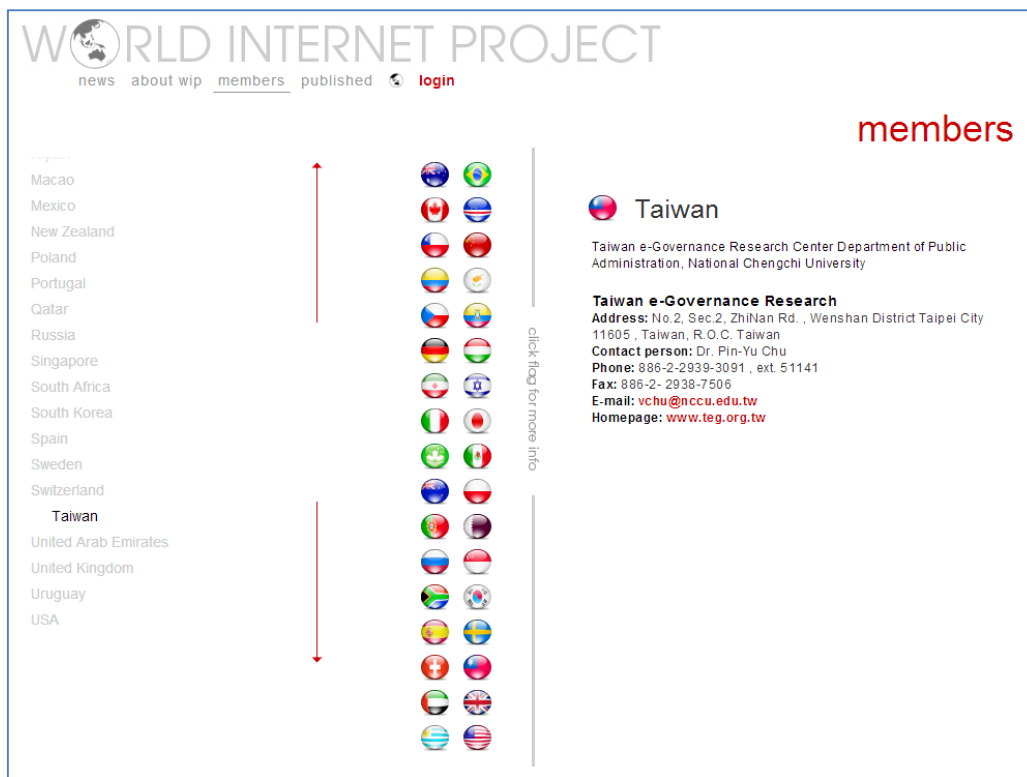 WORLD INTERNET PROJECT
news about wip members published login
members
Macao
Mexico
New Zealand
Poland
Portugal
Qatar
Russia
Singapore
South Africa
South Korea
Spain
Sweden
Switzerland
Taiwan
United Arab Emirates
United Kingdom
Uruguay
USA
click flag for more info
Taiwan
Taiwan e-Governance Research Center Department of Public
Administration, National Chengchi University
Taiwan e-Governance Research
Address: No.2, Sec.2, ZhiNan Rd. , Wenshan District Taipei City
11605 , Taiwan, R.O.C. Taiwan
Contact person: Dr. Pin-Yu Chu
Phone: 886-2-2939-3091 , ext. 51141
Fax: 886-2- 2938-7506
E-mail: vchu@nccu.edu.tw
Homepage: www.teg.org.tw